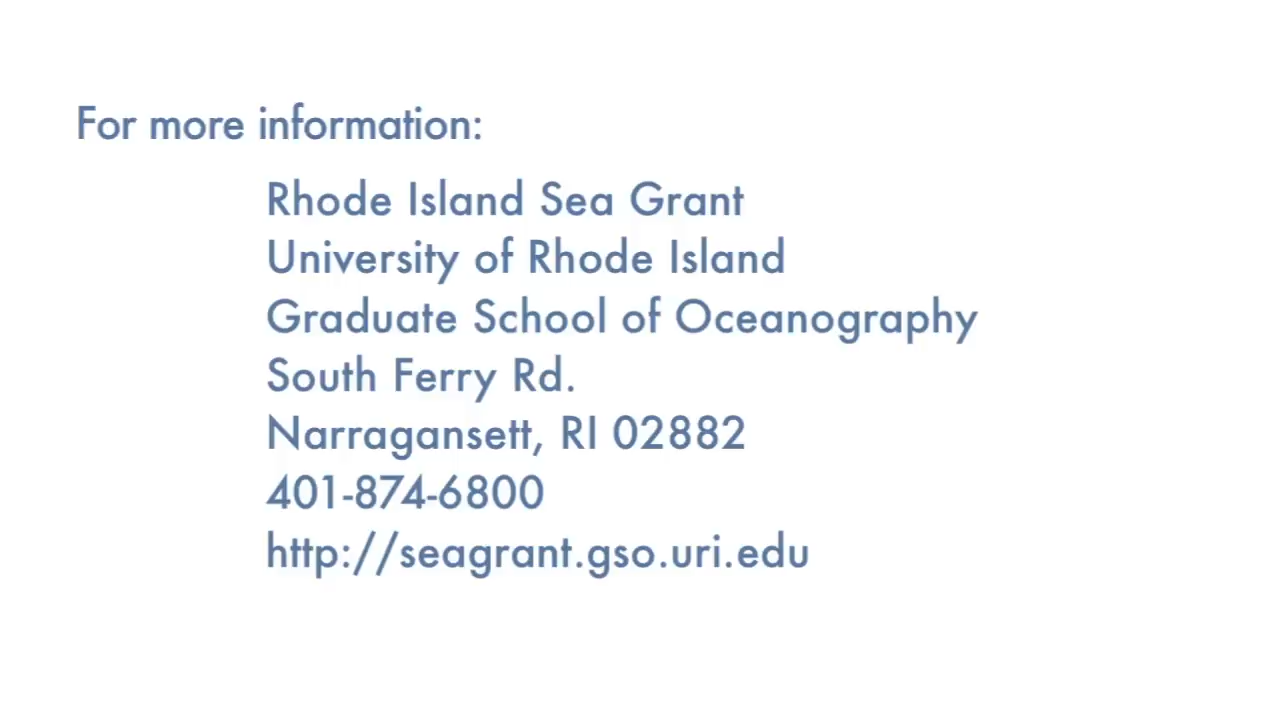 For more information:
Rhode Island Sea Grant
University of Rhode Island
Graduate School of Oceanography
South Ferry Rd.
Narragansett, RI 02882
401-874-6800
http://seagrant.gso.uri.edu